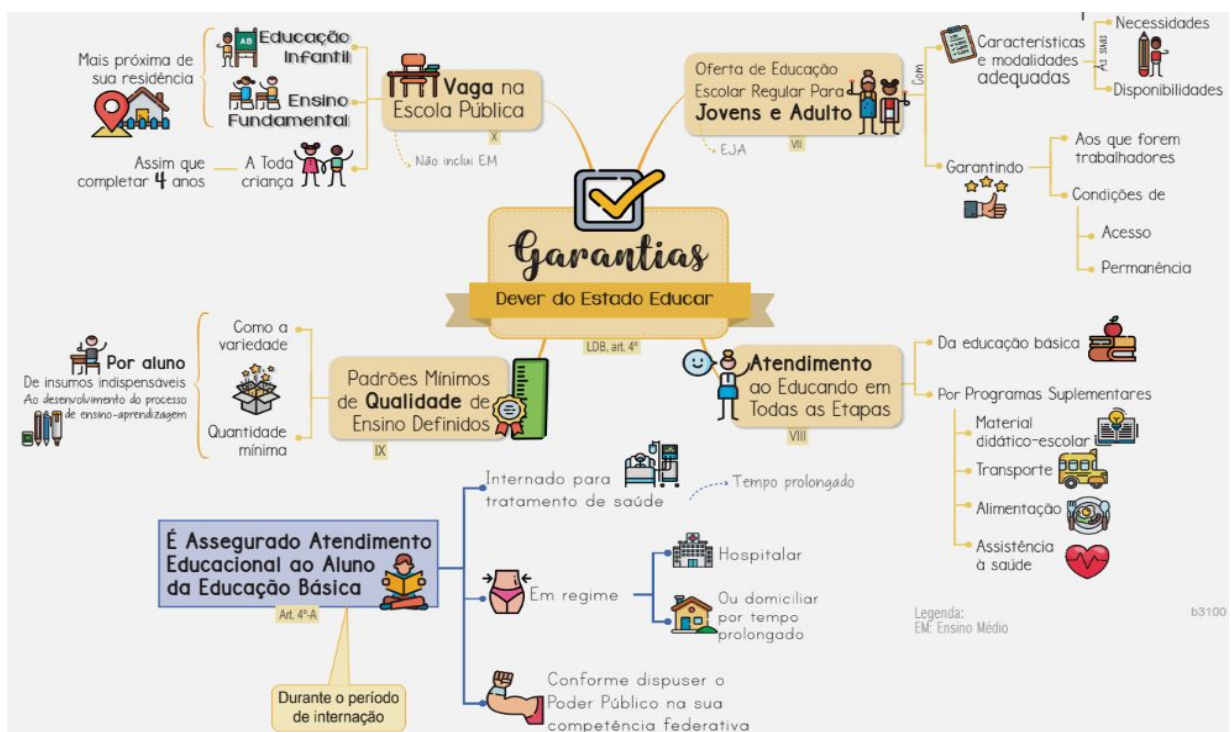 Mais próxima de
sua residência
AB
Educação
Infantil
Ensino
Fundamental
Assim que
completar 4 anos
A Toda
criança
Vaga na
Escola Pública
X
Não inclui EM
Oferta de Educação
Escolar Regular Para
Jovens e Adulto
VII
EJA
Com
Características
e modalidades
adequadas
As suas
Necessidades
Disponibilidades
Garantindo
Aos que forem
trabalhadores
Condições de
Acesso
Permanência
Garantias
Dever do Estado Educar
LDB, art. 4º
Por aluno
De insumos indispensáveis
Ao desenvolvimento do processo
de ensino-aprendizagem
Como a
variedade
Quantidade
mínima
Padrões Mínimos
de Qualidade de
Ensino Definidos
IX
Atendimento
ao Educando em
Todas as Etapas
VIII
Da educação básica
Por Programas Suplementares
Material
didático-escolar
Transporte
Alimentação
Assistência
à saúde
É Assegurado Atendimento
Educacional ao Aluno
da Educação Básica
Art. 4º-A
Durante o período
de internação
Internado para
tratamento de saúde
Tempo prolongado
Em regime
Hospitalar
Ou domiciliar
por tempo
prolongado
Conforme dispuser o
Poder Público na sua
competência federativa
Legenda:
EM: Ensino Médio
b3100